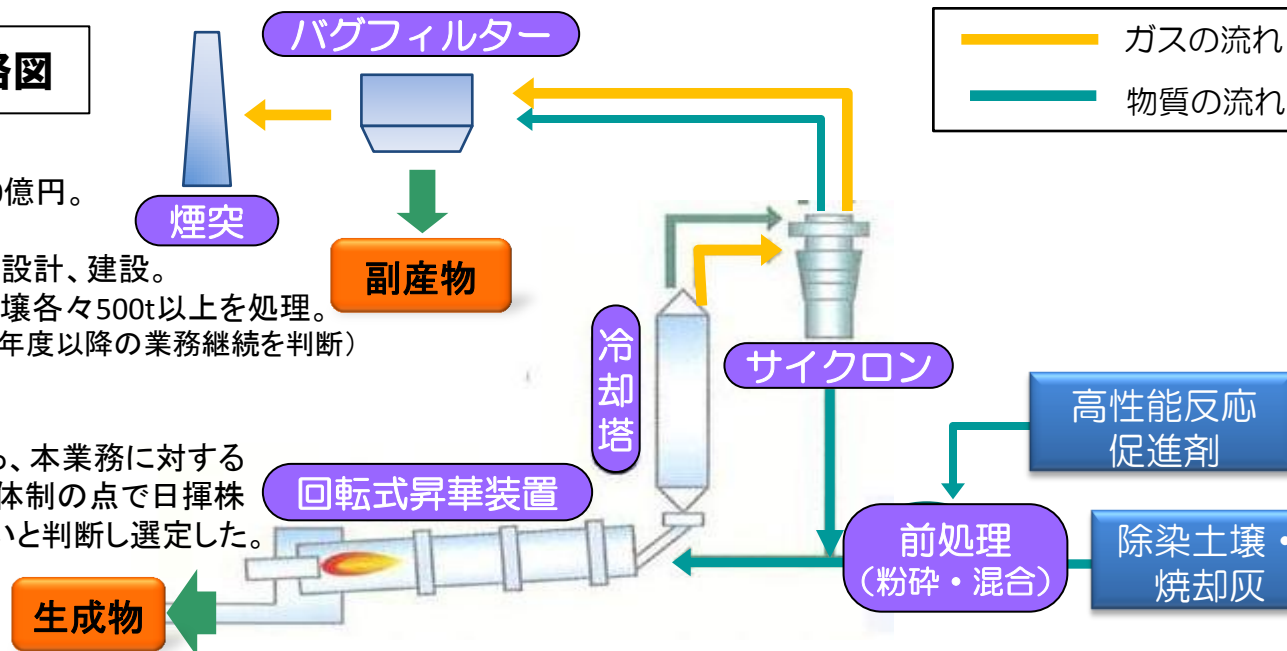 略図
バグフィルター
ガスの流れ
物質の流れ
億円。
煙突
設計、建設。
壌各々500t以上を処理。
年度以降の業務継続を判断）
副産物
冷却塔
サイクロン
高性能反応
促進剤
、本業務に対する
体制の点で日揮株
いと判断し選定した。
回転式昇華装置
前処理
（粉砕・混合）
除染土壌・
焼却灰
生成物